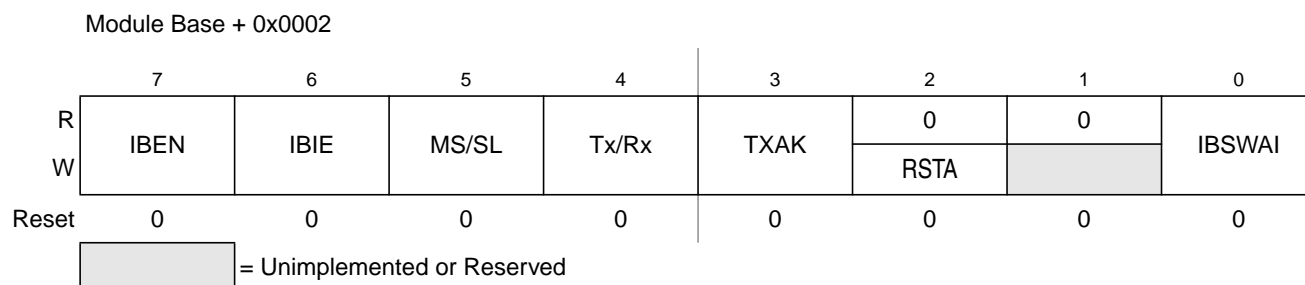 Module Base + 0x0002
7 6 5 4 3 2 1 0
R IBEN IBIE MS/SL Tx/Rx TXAK 0 0 IBSWAI
W RSTA
Reset 0 0 0 0 0 0 0 0
= Unimplemented or Reserved